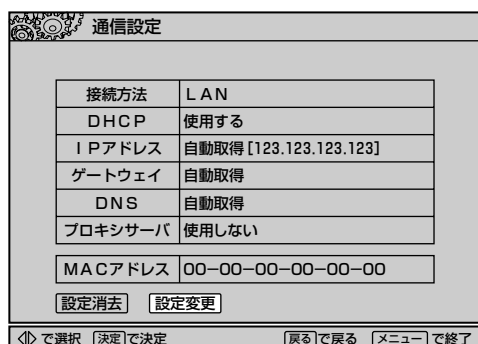 通信設定
接続方法 LAN
DHCP 使用する
IPアドレス 自動取得[123.123.123.123]
ゲートウェイ 自動取得
DNS 自動取得
プロキシサーバ 使用しない
MACアドレス 00-00-00-00-00-00
設定消去 設定変更
で選択 決定で決定 戻るで戻る メニューで終了